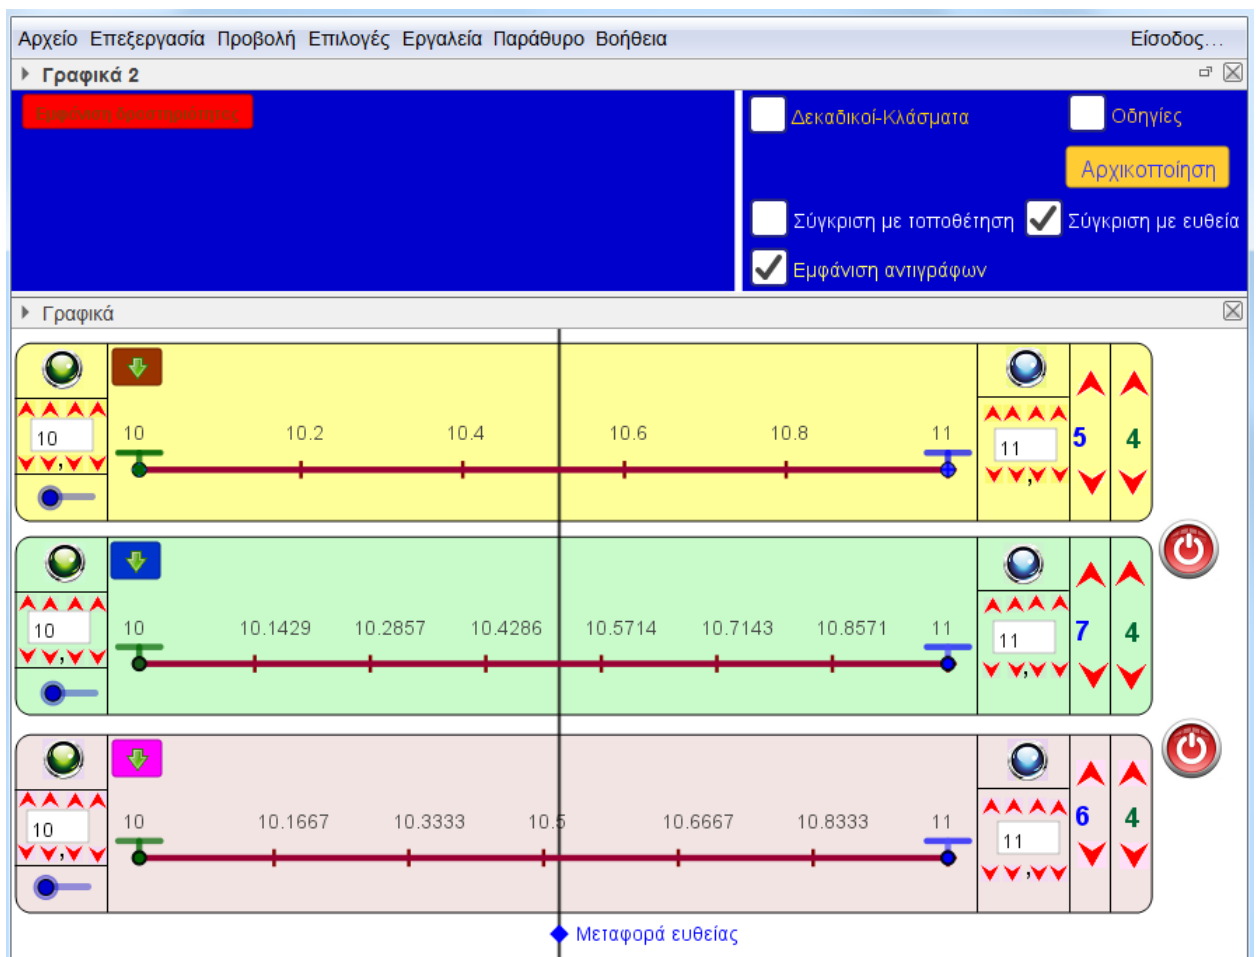 Αρχείο Επεξεργασία Προβολή Επιλογές Εργαλεία Παράθυρο Βοήθεια Είσοδος...
Γραφικά 2
Εμφάνιση δραστηριότητας
Δεκαδικοί-Κλάσματα Οδηγίες
Αρχικοποίηση
Σύγκριση με τοποθέτηση Σύγκριση με ευθεία
Εμφάνιση αντιγράφων
Γραφικά
10 10 10.2 10.4 10.6 10.8 11 11 5 4
,
,
10 10 10.1429 10.2857 10.4286 10.5714 10.7143 10.8571 11 11 7 4
,
,
10 10 10.1667 10.3333 10.5 10.6667 10.8333 11 11 6 4
,
,
Μεταφορά ευθείας